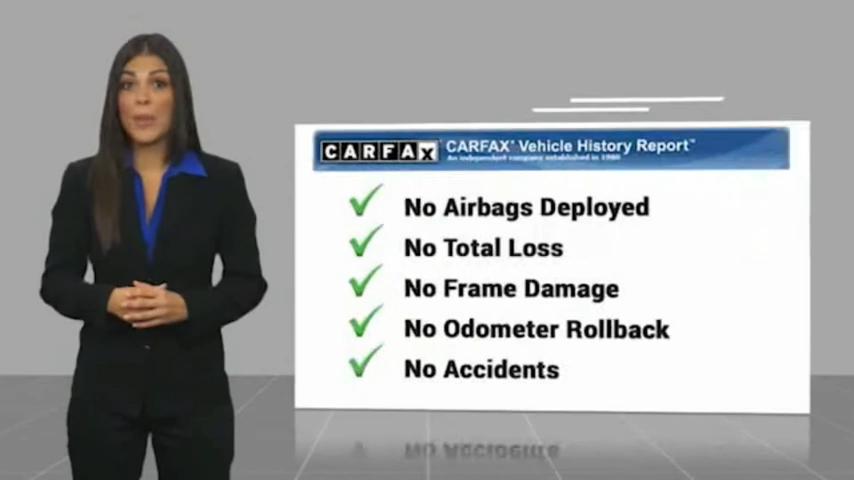 CARFAX CARFAX Vehicle History Report™
An independent company established in 1986
No Airbags Deployed
No Total Loss
No Frame Damage
No Odometer Rollback
No Accidents